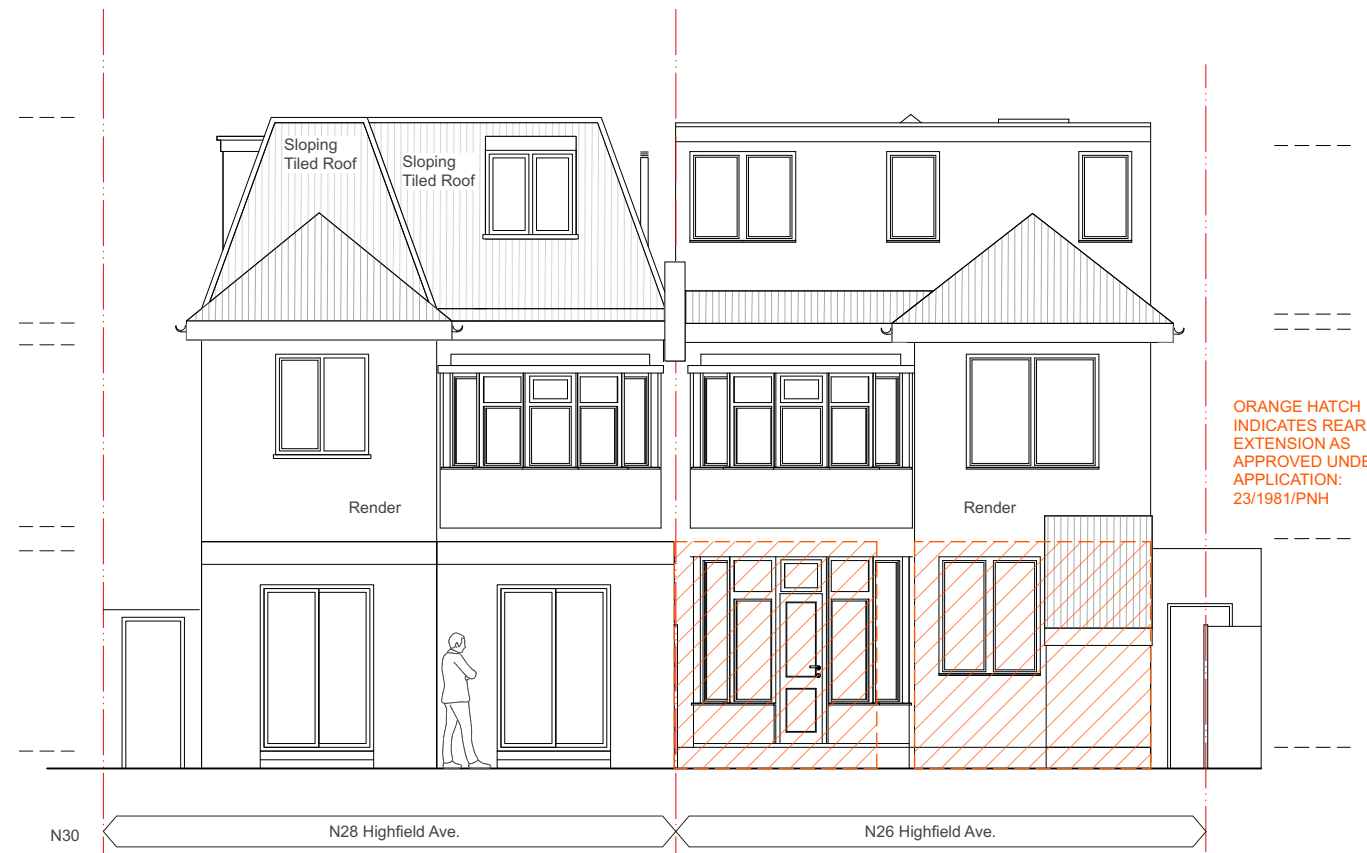 Sloping
Tiled Roof
Sloping
Tiled Roof
ORANGE HATCH
INDICATES REAR
EXTENSION AS
APPROVED UNDE
APPLICATION:
23/1981/PNH
Render
Render
N30
N28 Highfield Ave.
N26 Highfield Ave.